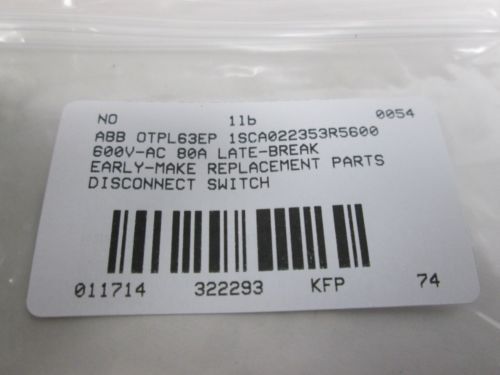 NO 1lb 0054
ABB OTPL63EP 1SCA022353R5600
600V-AC 80A LATE-BREAK
EARLY-MAKE REPLACEMENT PARTS
DISCONNECT SWITCH
011714 322293 KFP 74